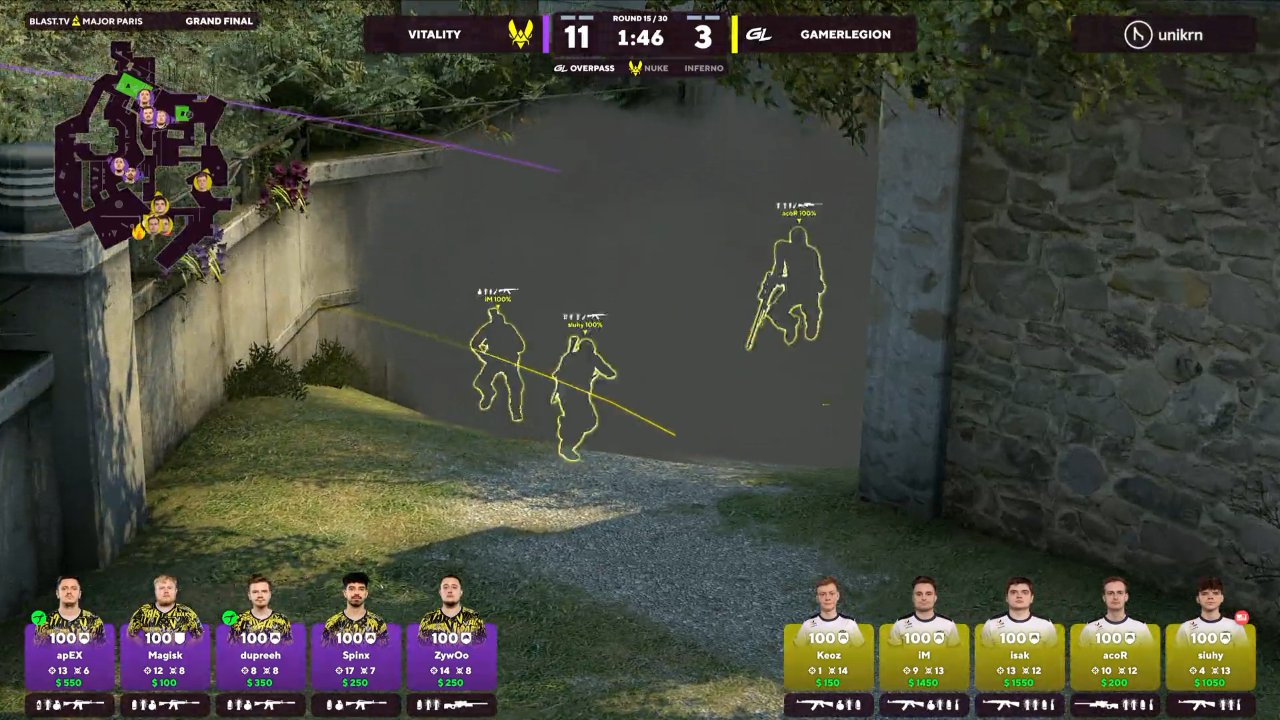 BLAST.TV MAJOR PARIS
GRAND FINAL
VITALITY
11
ROUND 15 / 30
1:46
3
GL
GAMERLEGION
unikrn
GL OVERPASS
NUKE
INFERNO
A
acoR 100%
iM 100%
siuhy 100%
100
apEX
13 6
$550
100
Magisk
12 8
$100
100
dupreeh
8 8
$350
100
Spinx
17 7
$250
100
ZywOo
14 8
$250
100
Keoz
1 14
$150
100
iM
9 13
$1450
100
isak
13 12
$1550
100
acoR
10 12
$200
100
siuhy
4 13
$1050